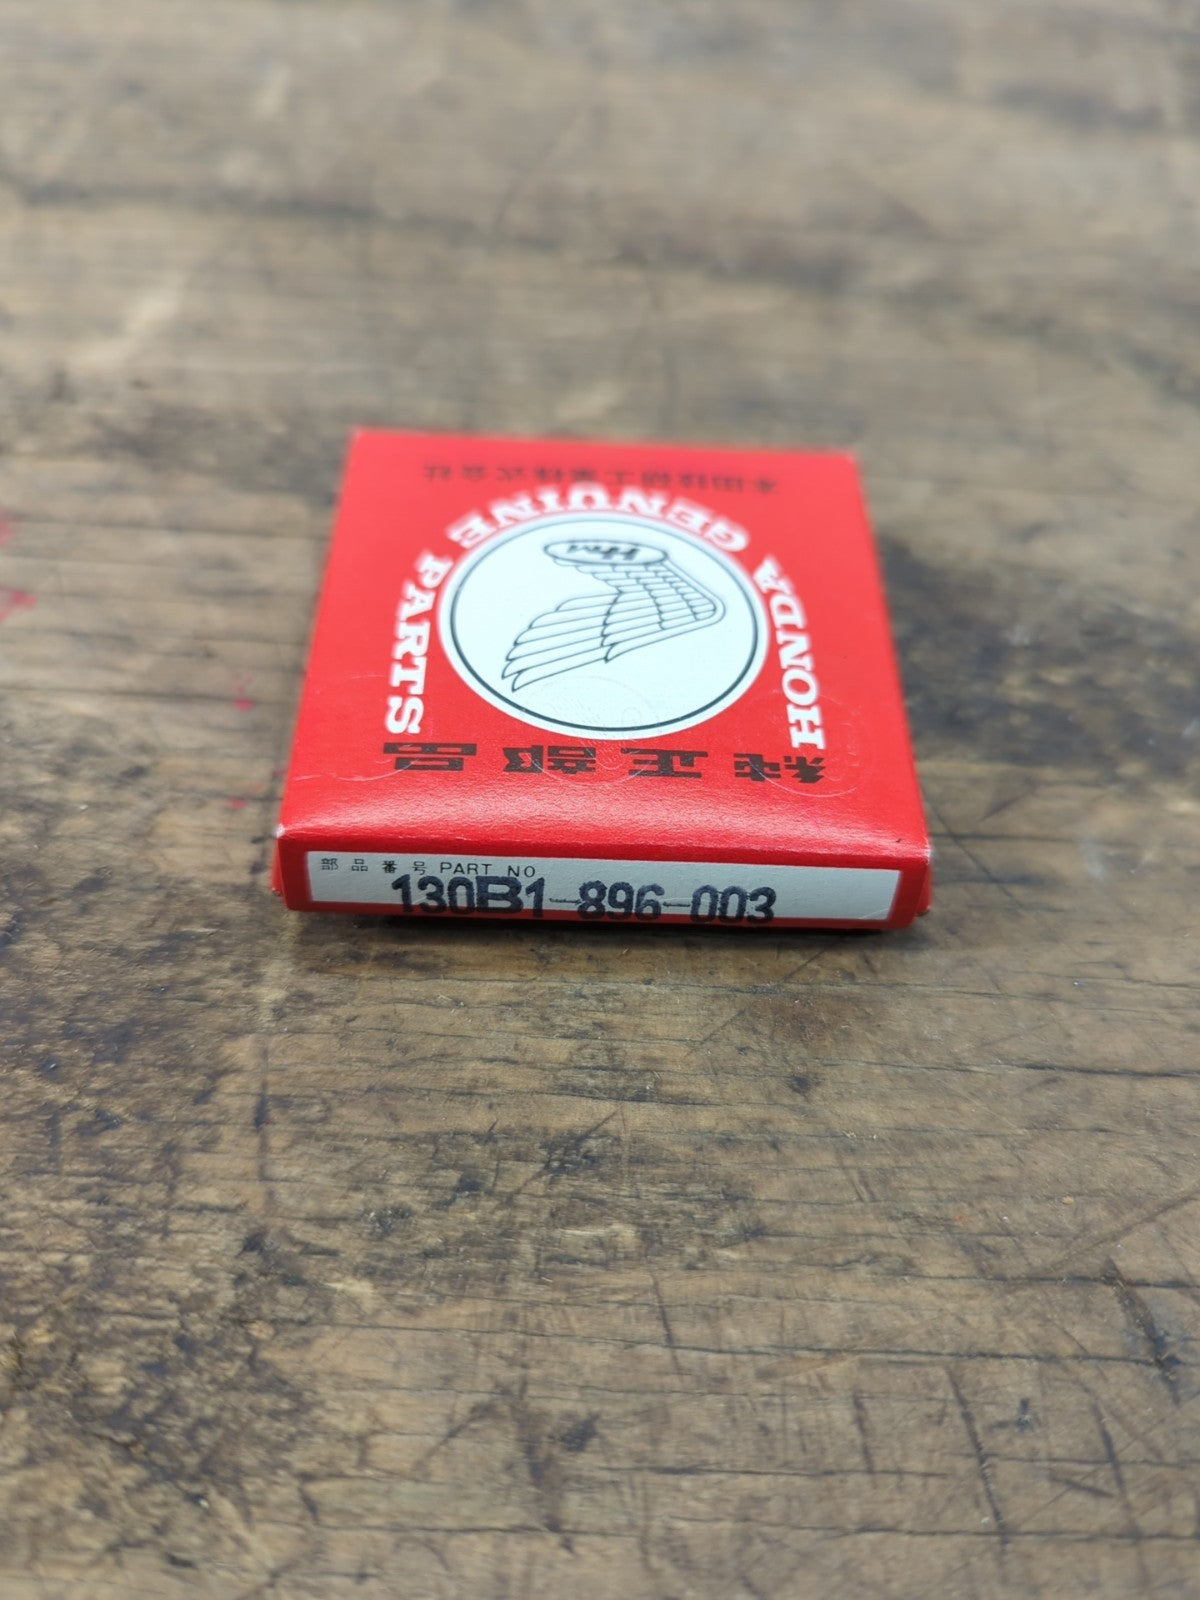 純正部品
HONDA GENUINE PARTS
HM
本田技研工業株式会社
部品番号 PART NO
130B1-896-003